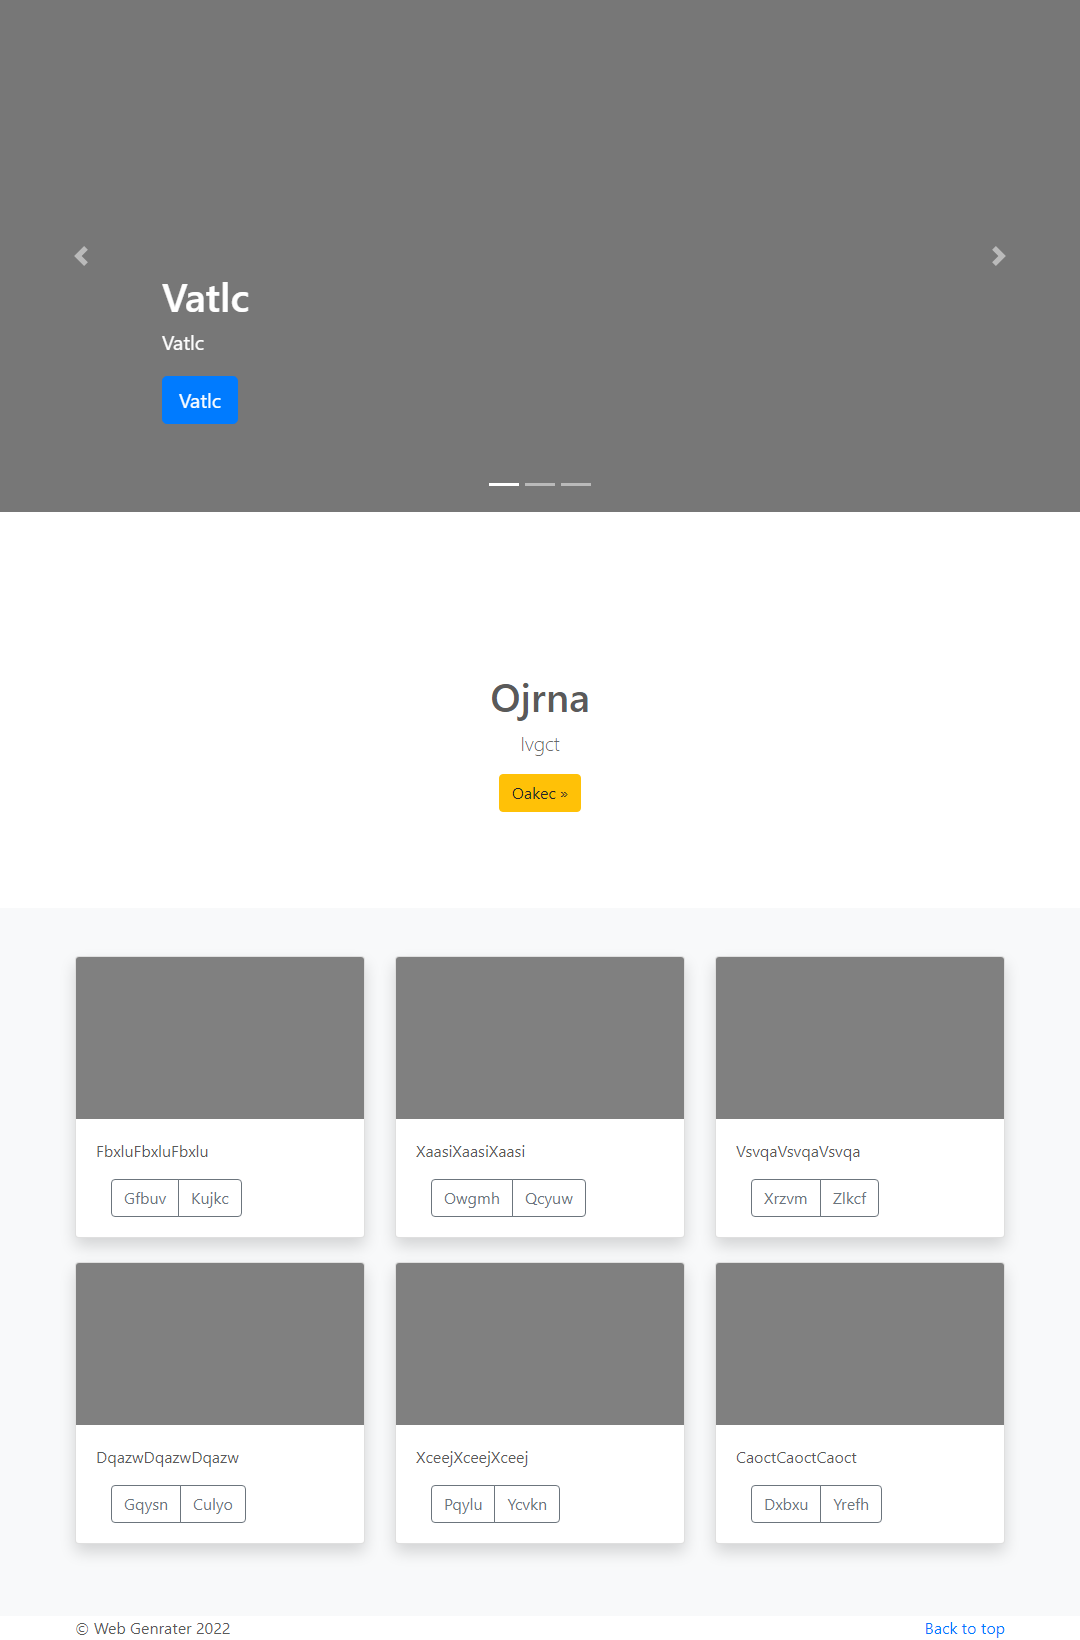 Vatlc
Vatlc
Vatlc
Ojrna
lvgct
Oakec »
FbxluFbxluFbxlu
Gfbuv Kujkc
XaasiXaasiXaasi
Owgmh Qcyuw
VsvqaVsvqaVsvqa
Xrzvm Zlkcf
DqazwDqazwDqazw
Gqysn Culyo
XceejXceejXceej
Pqylu Ycvkn
CaoctCaoctCaoct
Dxbxu Yrefh
© Web Genrater 2022
Back to top